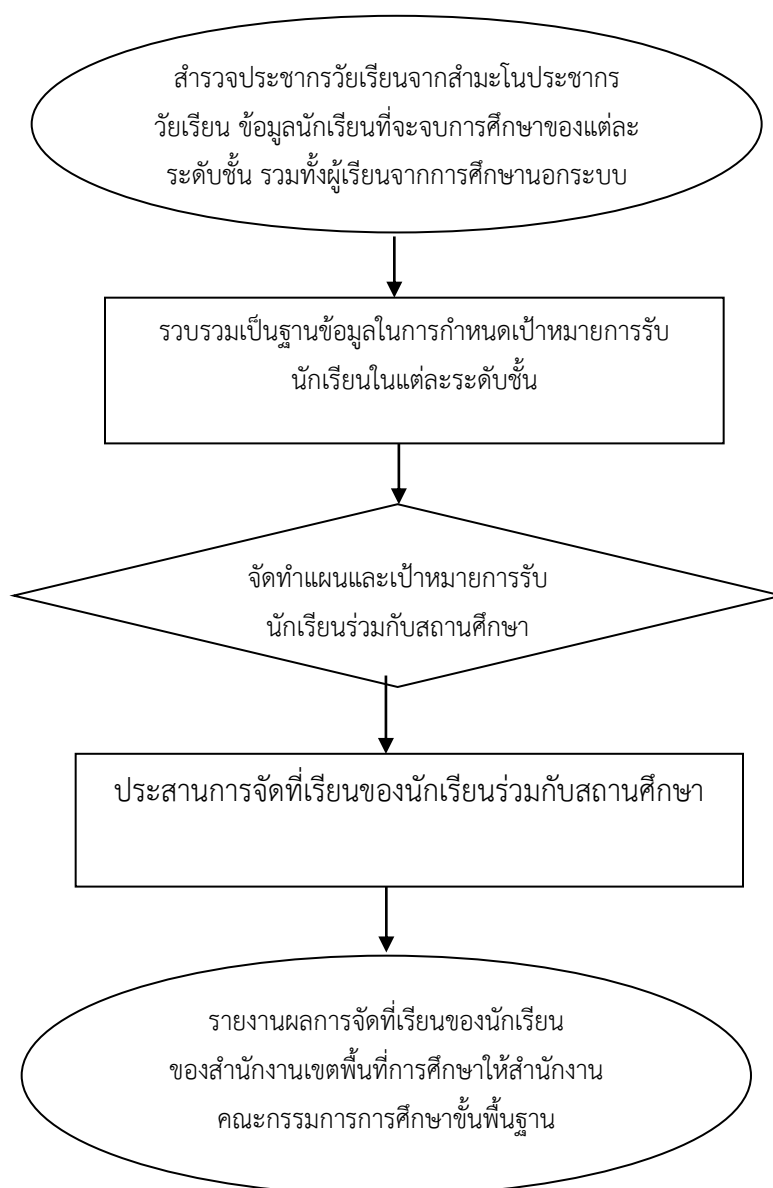 สำรวจประชากรวัยเรียนจากสำมะโนประชากร
วัยเรียน ข้อมูลนักเรียนที่จะจบการศึกษาของแต่ละ
ระดับชั้น รวมทั้งผู้เรียนจากการศึกษานอกระบบ
รวบรวมเป็นฐานข้อมูลในการกำหนดเป้าหมายการรับ
นักเรียนในแต่ละระดับชั้น
จัดทำแผนและเป้าหมายการรับ
นักเรียนร่วมกับสถานศึกษา
ประสานการจัดที่เรียนของนักเรียนร่วมกับสถานศึกษา
รายงานผลการจัดที่เรียนของนักเรียน
ของสำนักงานเขตพื้นที่การศึกษาให้สำนักงาน
คณะกรรมการการศึกษาขั้นพื้นฐาน